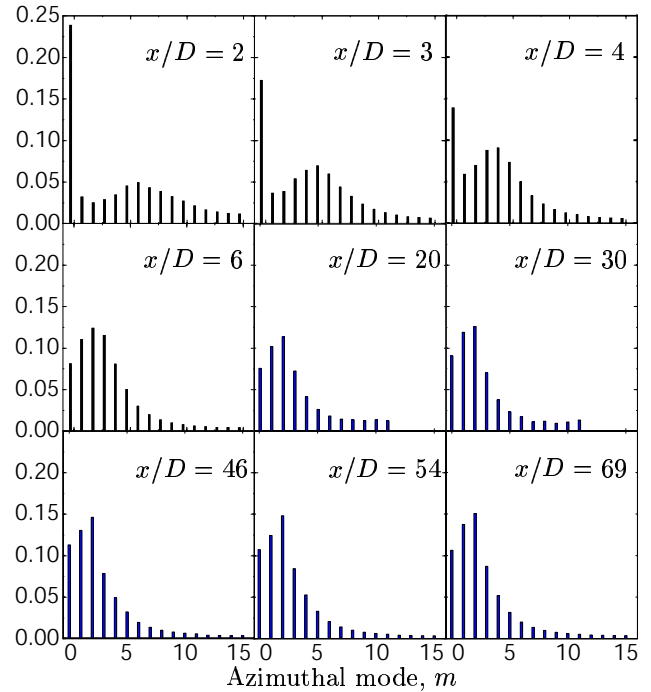 0.25
0.20
0.15
0.10
0.05
0.00
x/D = 2
x/D = 3
x/D = 4
0.20
0.15
0.10
0.05
0.00
x/D = 6
x/D = 20
x/D = 30
0.20
0.15
0.10
0.05
0.00
x/D = 46
x/D = 54
x/D = 69
0 5 10 15 0 5 10 15 0 5 10 15
Azimuthal mode, m